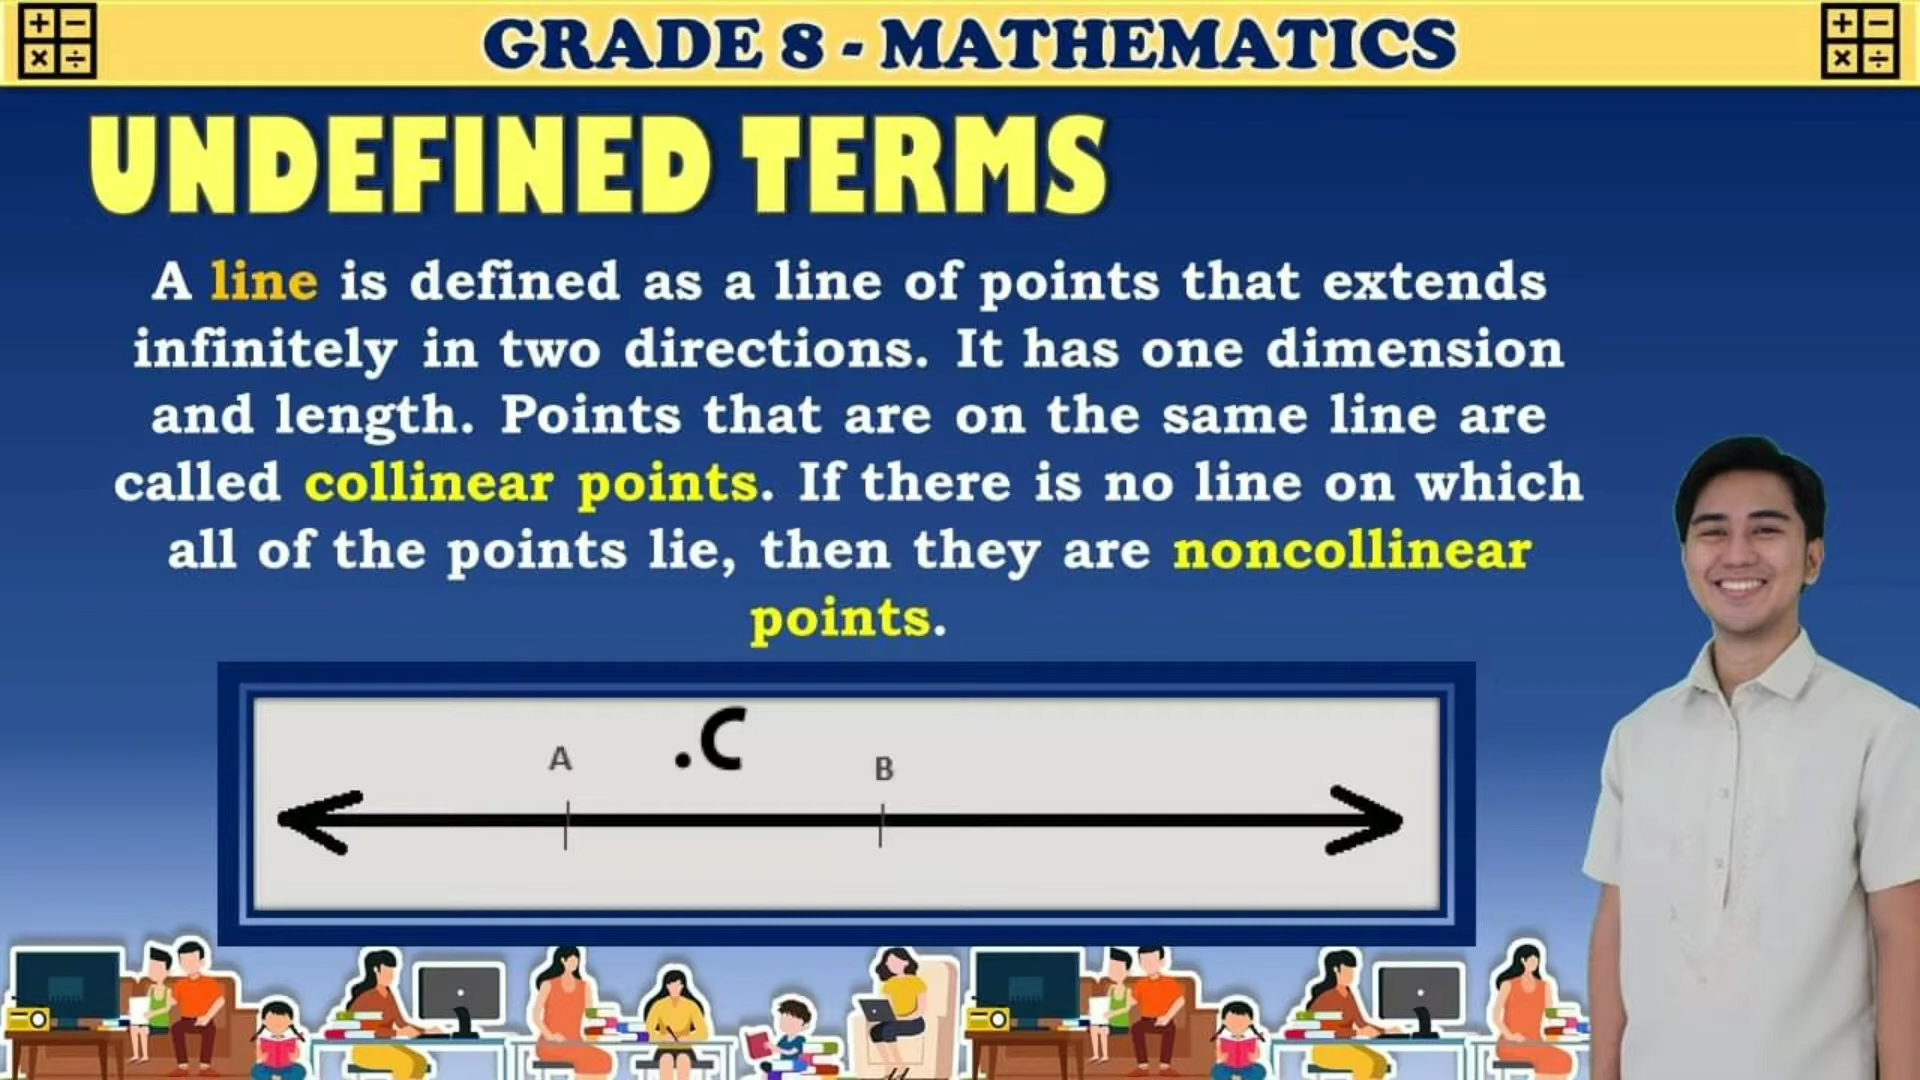 + − × ÷
GRADE 8 - MATHEMATICS
+ − × ÷
UNDEFINED TERMS
A line is defined as a line of points that extends
infinitely in two directions. It has one dimension
and length. Points that are on the same line are
called collinear points. If there is no line on which
all of the points lie, then they are noncollinear
points.
A
.C
B